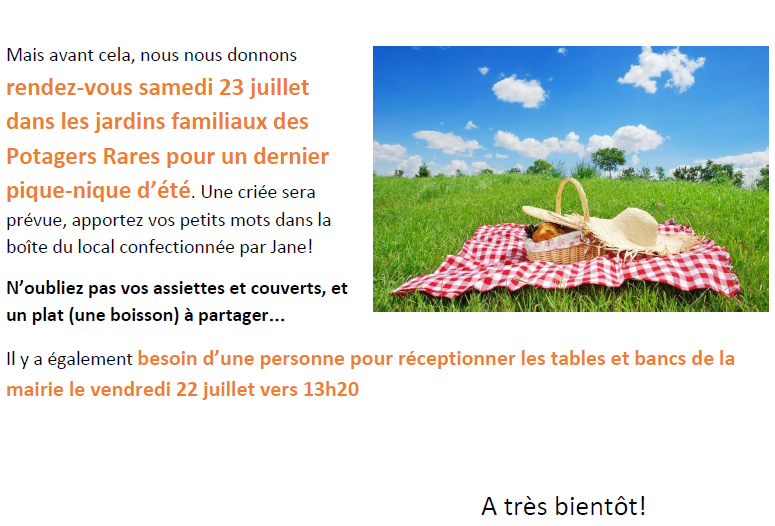 Mais avant cela, nous nous donnons
rendez-vous samedi 23 juillet
dans les jardins familiaux des
Potagers Rares pour un dernier
pique-nique d’été. Une criée sera
prévue, apportez vos petits mots dans la
boîte du local confectionnée par Jane!
N’oubliez pas vos assiettes et couverts, et
un plat (une boisson) à partager...
Il y a également besoin d’une personne pour réceptionner les tables et bancs de la
mairie le vendredi 22 juillet vers 13h20
A très bientôt!